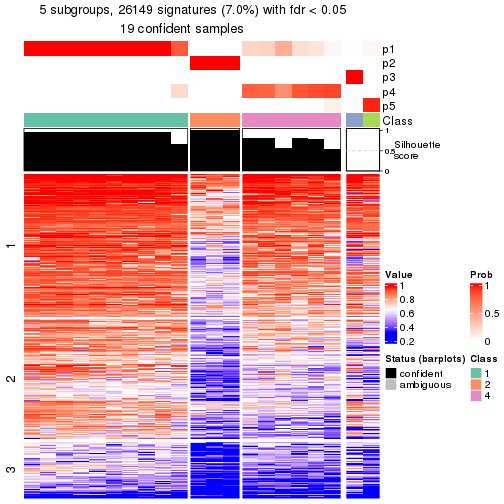 5 subgroups, 26149 signatures (7.0%) with fdr < 0.05
19 confident samples
p1
p2
p3
p4
p5
Class
1
0.5
0
Silhouette
score
1
2
3
Value
1
0.8
0.6
0.4
0.2
Prob
1
0.5
0
Status (barplots)
confident
ambiguous
Class
1
2
4